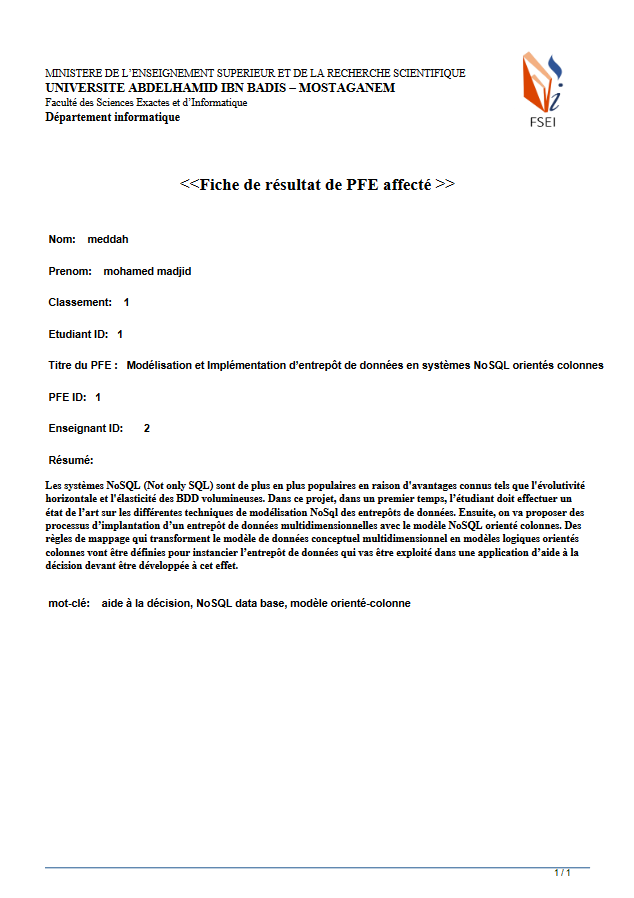 MINISTERE DE L’ENSEIGNEMENT SUPERIEUR ET DE LA RECHERCHE SCIENTIFIQUE
UNIVERSITE ABDELHAMID IBN BADIS – MOSTAGANEM
Faculté des Sciences Exactes et d’Informatique
Département informatique
FSEI
<<Fiche de résultat de PFE affecté >>
Nom: meddah
Prenom: mohamed madjid
Classement: 1
Etudiant ID: 1
Titre du PFE : Modélisation et Implémentation d’entrepôt de données en systèmes NoSQL orientés colonnes
PFE ID: 1
Enseignant ID: 2
Résumé:
Les systèmes NoSQL (Not only SQL) sont de plus en plus populaires en raison d'avantages connus tels que l'évolutivité
horizontale et l'élasticité des BDD volumineuses. Dans ce projet, dans un premier temps, l’étudiant doit effectuer un
état de l’art sur les différentes techniques de modélisation NoSql des entrepôts de données. Ensuite, on va proposer des
processus d’implantation d’un entrepôt de données multidimensionnelles avec le modèle NoSQL orienté colonnes. Des
règles de mappage qui transforment le modèle de données conceptuel multidimensionnel en modèles logiques orientés
colonnes vont être définies pour instancier l’entrepôt de données qui vas être exploité dans une application d’aide à la
décision devant être développée à cet effet.
mot-clé: aide à la décision, NoSQL data base, modèle orienté-colonne
1 / 1